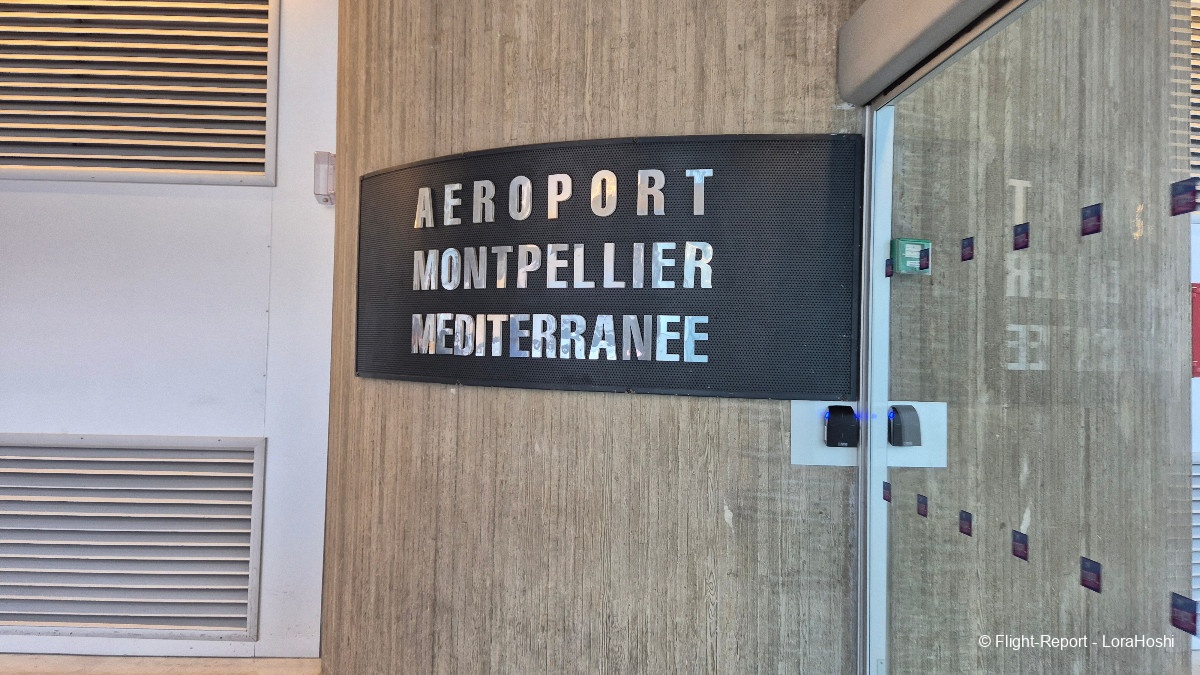 AEROPORT
MONTPELLIER
MEDITERRANEE
© Flight-Report - LoraHoshi